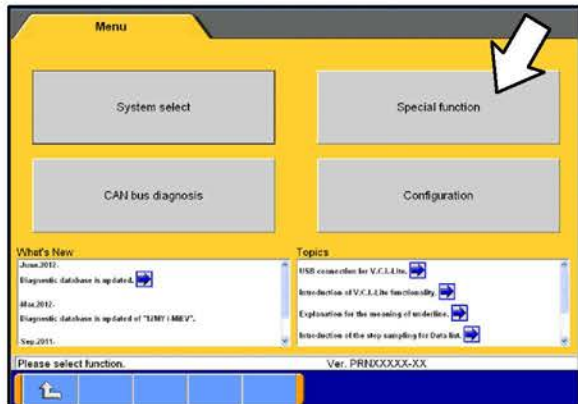 Menu
System select
Special function
CAN bus diagnosis
Configuration
What's New
June.2012-
Diagnostic database is updated.
Mar.2012-
Diagnostic database is updated of "12MY i-MiEV".
Sep.2011-
Topics
USB connection for V.C.I.-Lite.
Introduction of V.C.I.-Lite functionality.
Explanation for the meaning of underline.
Introduction of the step sampling for Data list.
Please select function.
Ver. PRNXXXXX-XX